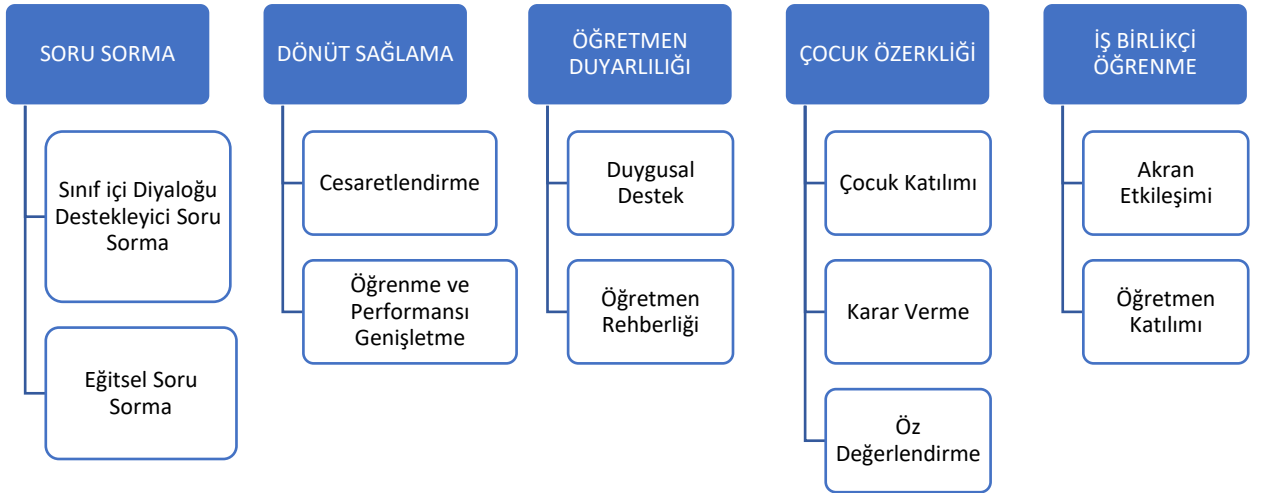 SORU SORMA
Sınıf içi Diyaloğu
Destekleyici Soru
Sorma
Eğitsel Soru
Sorma
DÖNÜT SAĞLAMA
Cesaretlendirme
Öğrenme ve
Performansı
Genişletme
ÖĞRETMEN
DUYARLILIĞI
Duygusal
Destek
Öğretmen
Rehberliği
ÇOCUK ÖZERKLİĞİ
Çocuk Katılımı
Karar Verme
Öz
Değerlendirme
İŞ BİRLİKÇİ
ÖĞRENME
Akran
Etkileşimi
Öğretmen
Katılımı